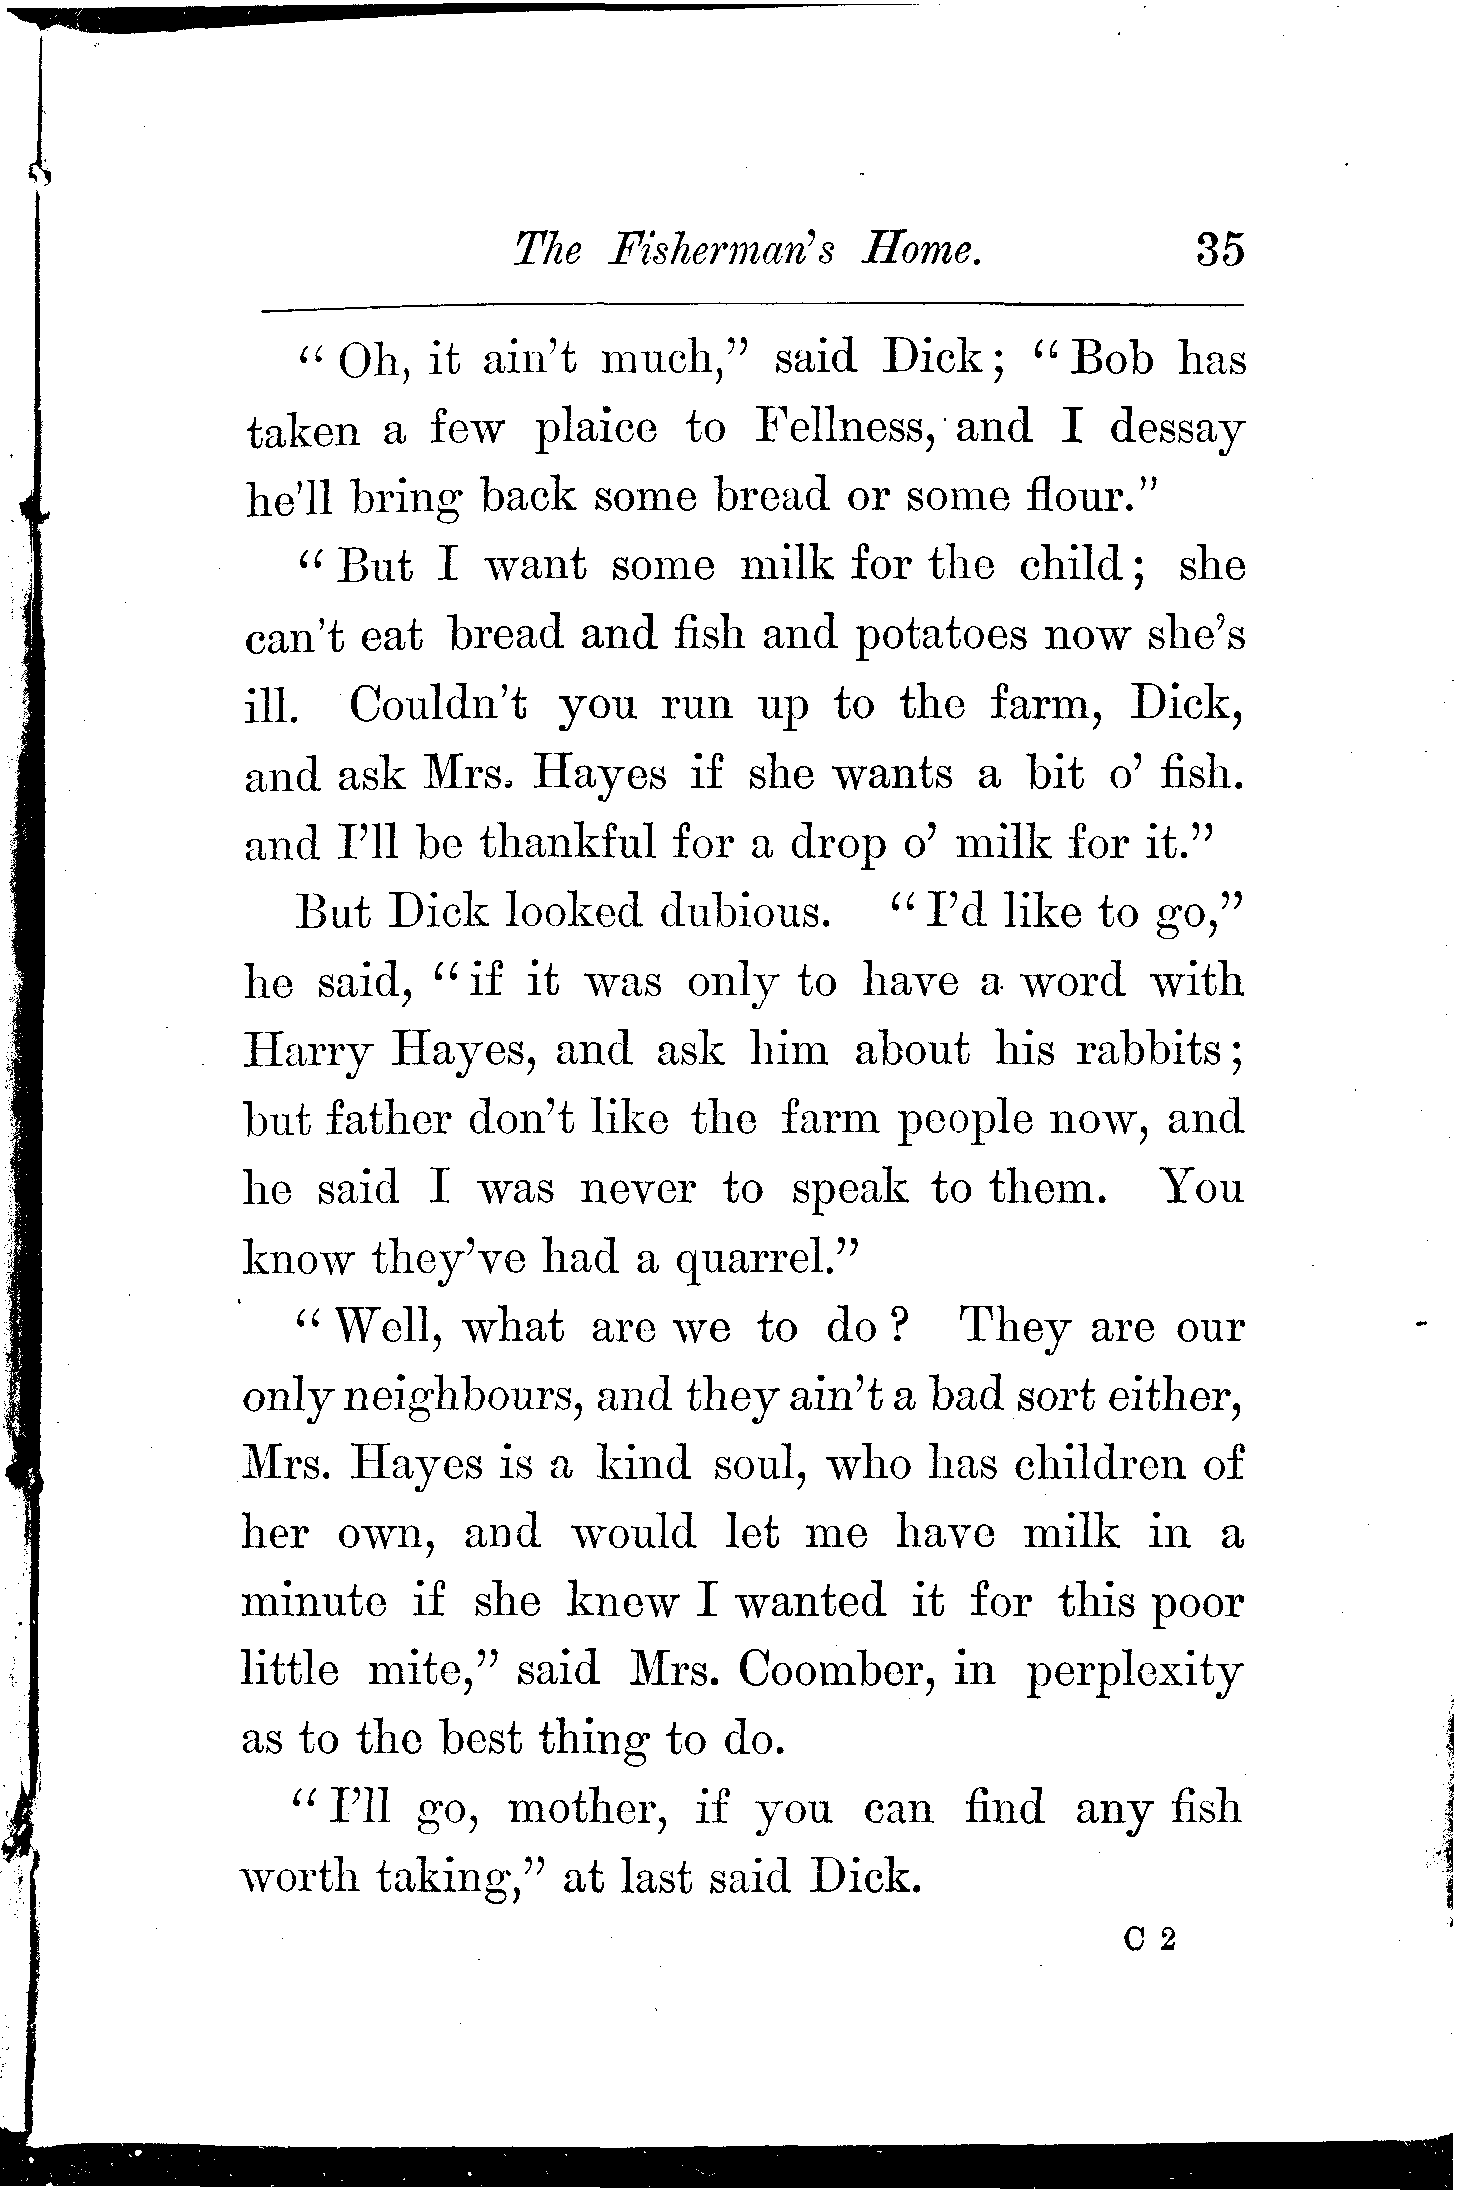 The Fisherman's Home. 35
"Oh, it ain't much," said Dick; "Bob has
taken a few plaice to Fellness, and I dessay
he'll bring back some bread or some flour."
"But I want some milk for the child; she
can't eat bread and fish and potatoes now she's
ill. Couldn't you run up to the farm, Dick,
and ask Mrs. Hayes if she wants a bit o' fish.
and I'll be thankful for a drop o' milk for it."
But Dick looked dubious. "I'd like to go,"
he said, "if it was only to have a word with
Harry Hayes, and ask him about his rabbits;
but father don't like the farm people now, and
he said I was never to speak to them. You
know they've had a quarrel."
"Well, what are we to do? They are our
only neighbours, and they ain't a bad sort either,
Mrs. Hayes is a kind soul, who has children of
her own, and would let me have milk in a
minute if she knew I wanted it for this poor
little mite," said Mrs. Coomber, in perplexity
as to the best thing to do.
"I'll go, mother, if you can find any fish
worth taking," at last said Dick.
C 2